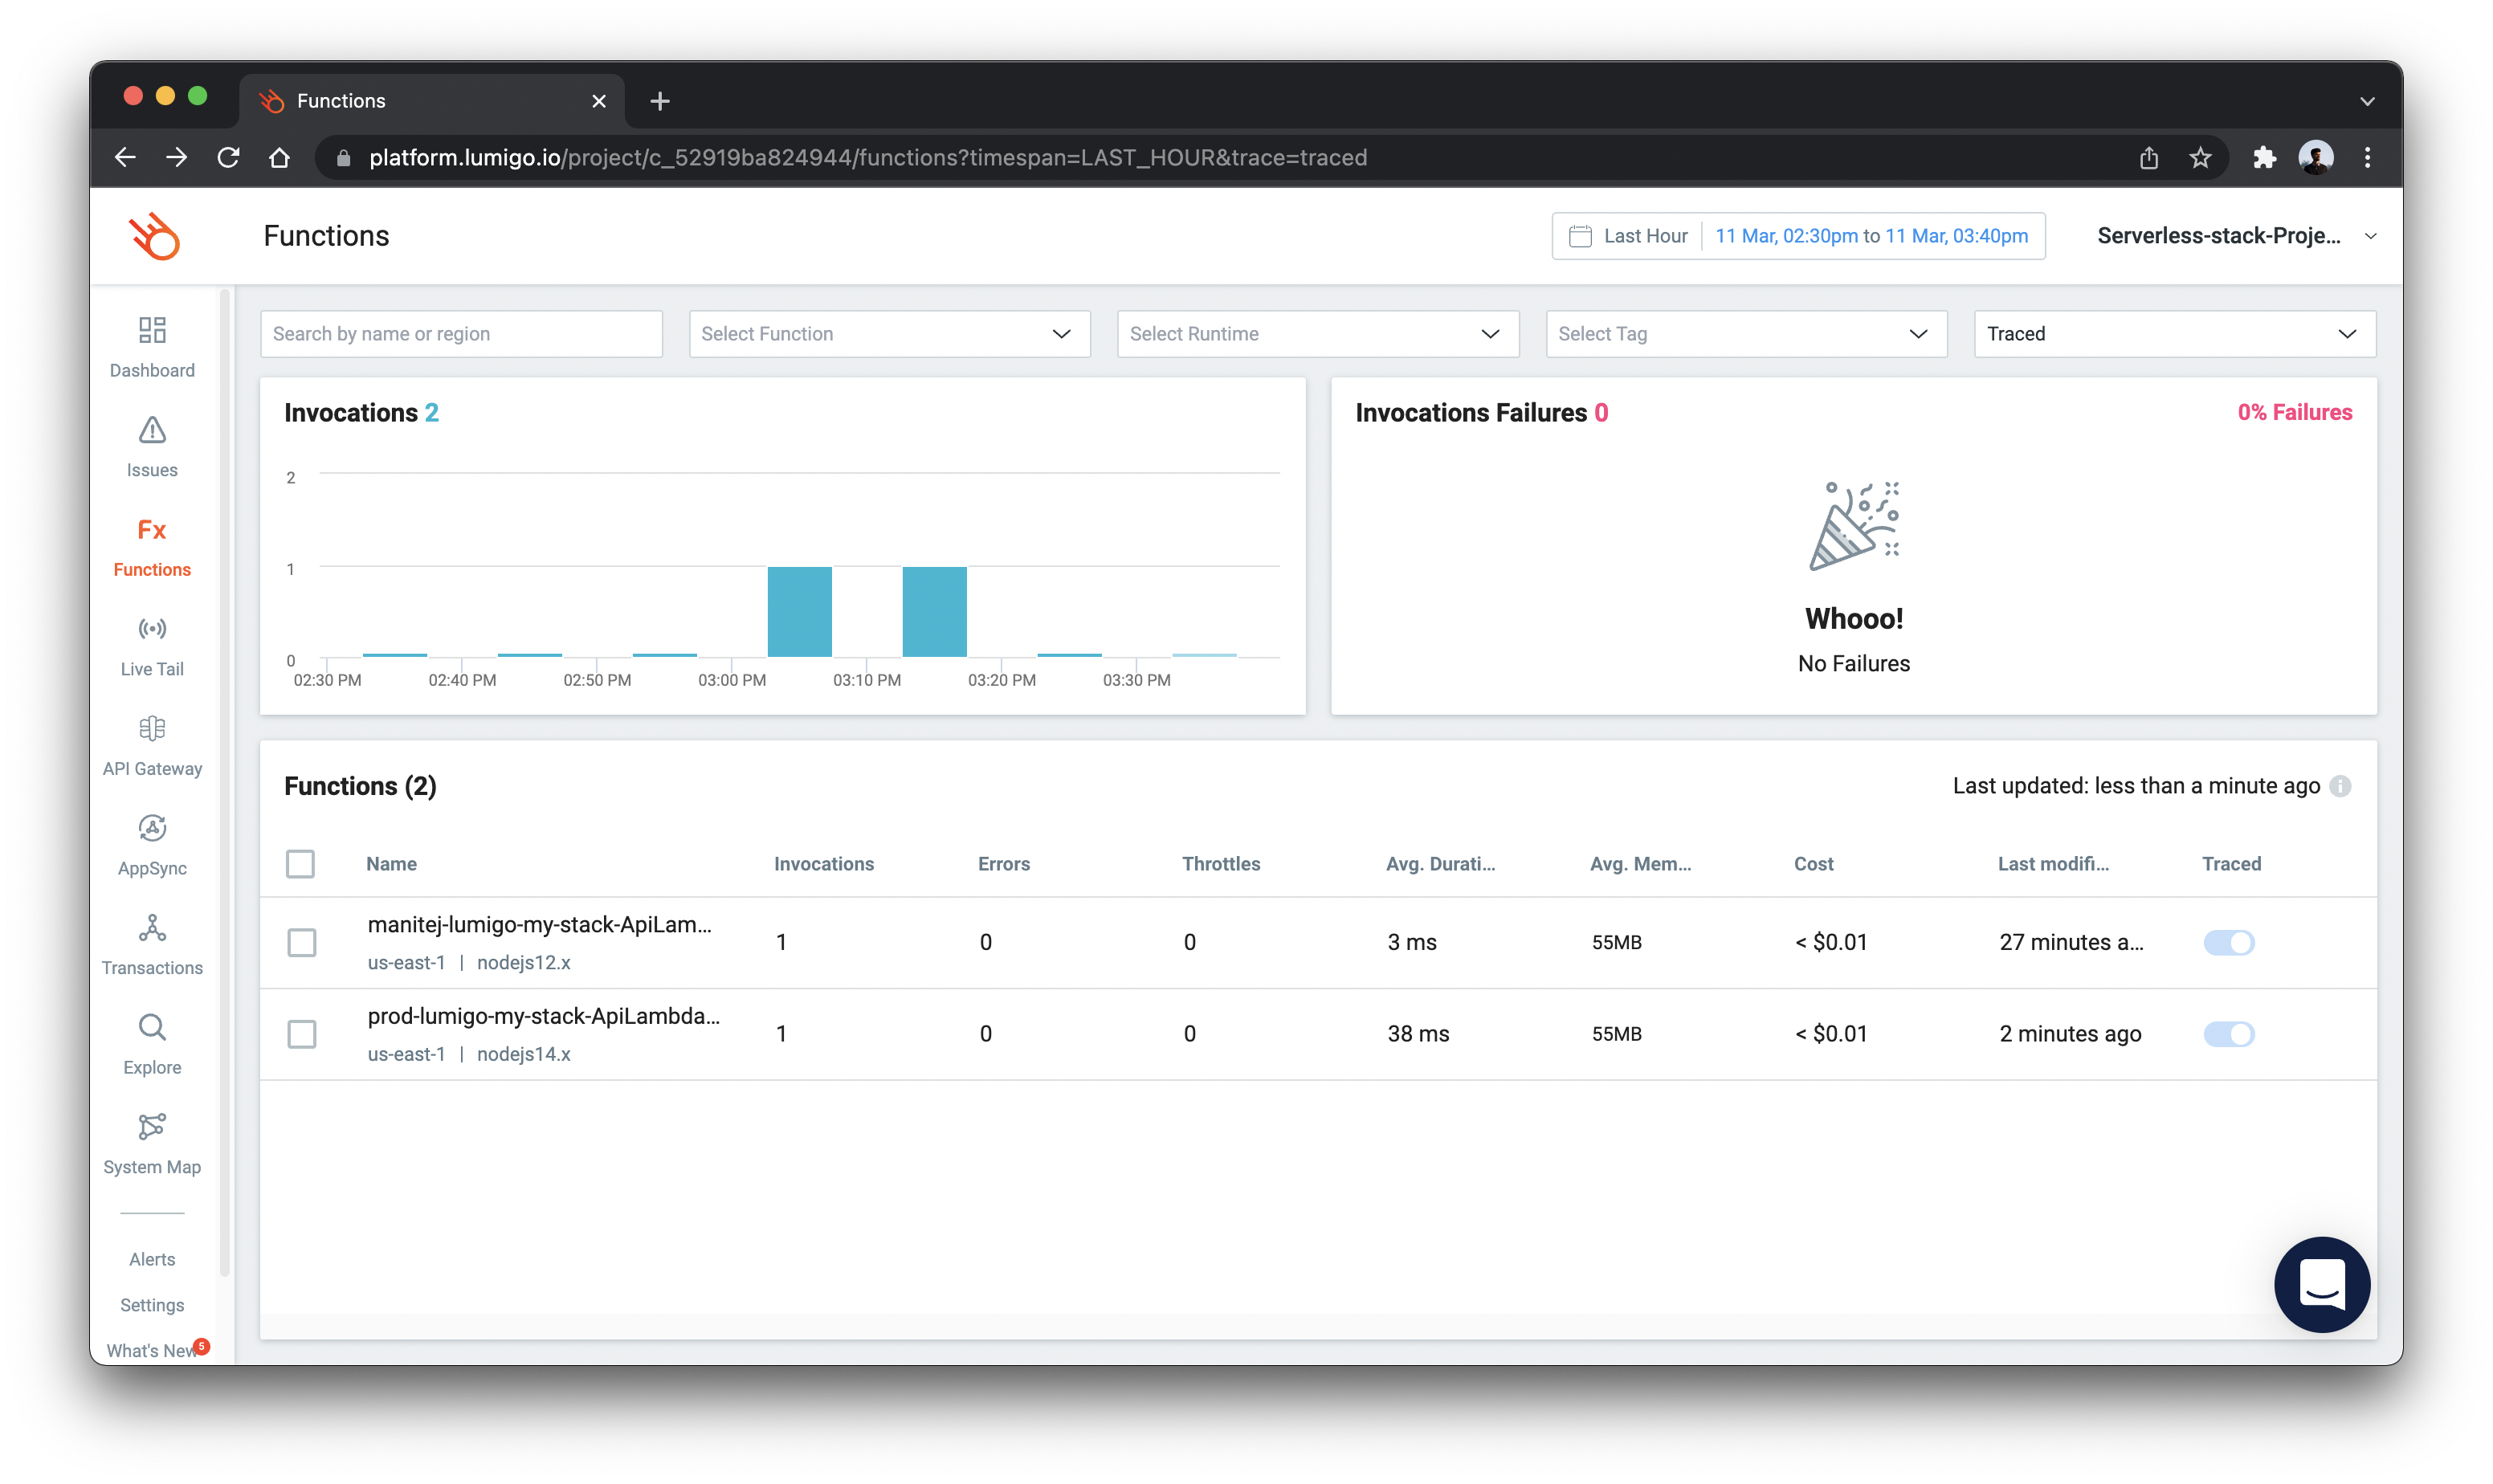 Functions
platform.lumigo.io/project/c_52919ba824944/functions?timespan=LAST_HOUR&trace=traced
Functions
Last Hour
11 Mar, 02:30pm to 11 Mar, 03:40pm
Serverless-stack-Proje...
Dashboard
Issues
Fx
Functions
Live Tail
API Gateway
AppSync
Transactions
Explore
System Map
Alerts
Settings
What's New 5
Search by name or region
Select Function
Select Runtime
Select Tag
Traced
Invocations 2
2
1
0
02:30 PM 02:40 PM 02:50 PM 03:00 PM 03:10 PM 03:20 PM 03:30 PM
Invocations Failures 0
0% Failures
Whooo!
No Failures
Functions (2)
Last updated: less than a minute ago
Name Invocations Errors Throttles Avg. Durati... Avg. Mem... Cost Last modifi... Traced
manitej-lumigo-my-stack-ApiLam... 1 0 0 3 ms 55MB < $0.01 27 minutes a...
us-east-1 | nodejs12.x
prod-lumigo-my-stack-ApiLambda... 1 0 0 38 ms 55MB < $0.01 2 minutes ago
us-east-1 | nodejs14.x